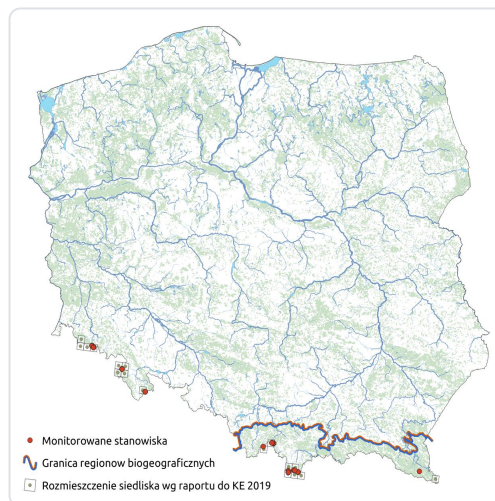 Monitorowane stanowiska
Granica regionow biogeograficznych
Rozmieszczenie siedliska wg raportu do KE 2019